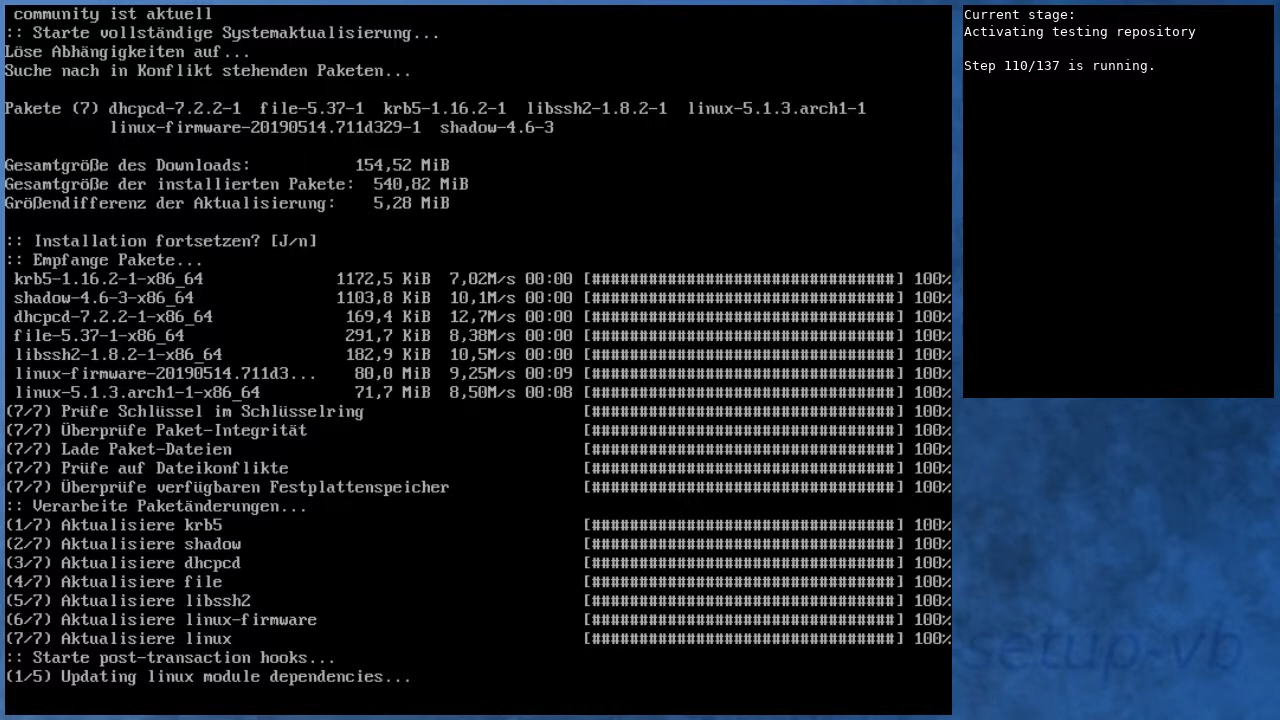 community ist aktuell
:: Starte vollständige Systemaktualisierung...
Löse Abhängigkeiten auf...
Suche nach in Konflikt stehenden Paketen...
Pakete (7) dhcpcd-7.2.2-1 file-5.37-1 krb5-1.16.2-1 libssh2-1.8.2-1 linux-5.1.3.arch1-1
linux-firmware-20190514.711d329-1 shadow-4.6-3
Gesamtgröße des Downloads: 154,52 MiB
Gesamtgröße der installierten Pakete: 540,82 MiB
Größendifferenz der Aktualisierung: 5,28 MiB
:: Installation fortsetzen? [J/n]
:: Empfange Pakete...
krb5-1.16.2-1-x86_64 1172,5 KiB 7,02M/s 00:00 [################################] 100%
shadow-4.6-3-x86_64 1103,8 KiB 10,1M/s 00:00 [################################] 100%
dhcpcd-7.2.2-1-x86_64 169,4 KiB 12,7M/s 00:00 [################################] 100%
file-5.37-1-x86_64 291,7 KiB 8,38M/s 00:00 [################################] 100%
libssh2-1.8.2-1-x86_64 182,9 KiB 10,5M/s 00:00 [################################] 100%
linux-firmware-20190514.711d3... 80,0 MiB 9,25M/s 00:09 [################################] 100%
linux-5.1.3.arch1-1-x86_64 71,7 MiB 8,50M/s 00:08 [################################] 100%
(7/7) Prüfe Schlüssel im Schlüsselring [################################] 100%
(7/7) Überprüfe Paket-Integrität [################################] 100%
(7/7) Lade Paket-Dateien [################################] 100%
(7/7) Prüfe auf Dateikonflikte [################################] 100%
(7/7) Überprüfe verfügbaren Festplattenspeicher [################################] 100%
:: Verarbeite Paketänderungen...
(1/7) Aktualisiere krb5 [################################] 100%
(2/7) Aktualisiere shadow [################################] 100%
(3/7) Aktualisiere dhcpcd [################################] 100%
(4/7) Aktualisiere file [################################] 100%
(5/7) Aktualisiere libssh2 [################################] 100%
(6/7) Aktualisiere linux-firmware [################################] 100%
(7/7) Aktualisiere linux [################################] 100%
:: Starte post-transaction hooks...
(1/5) Updating linux module dependencies...
Current stage:
Activating testing repository
Step 110/137 is running.
setup-vb